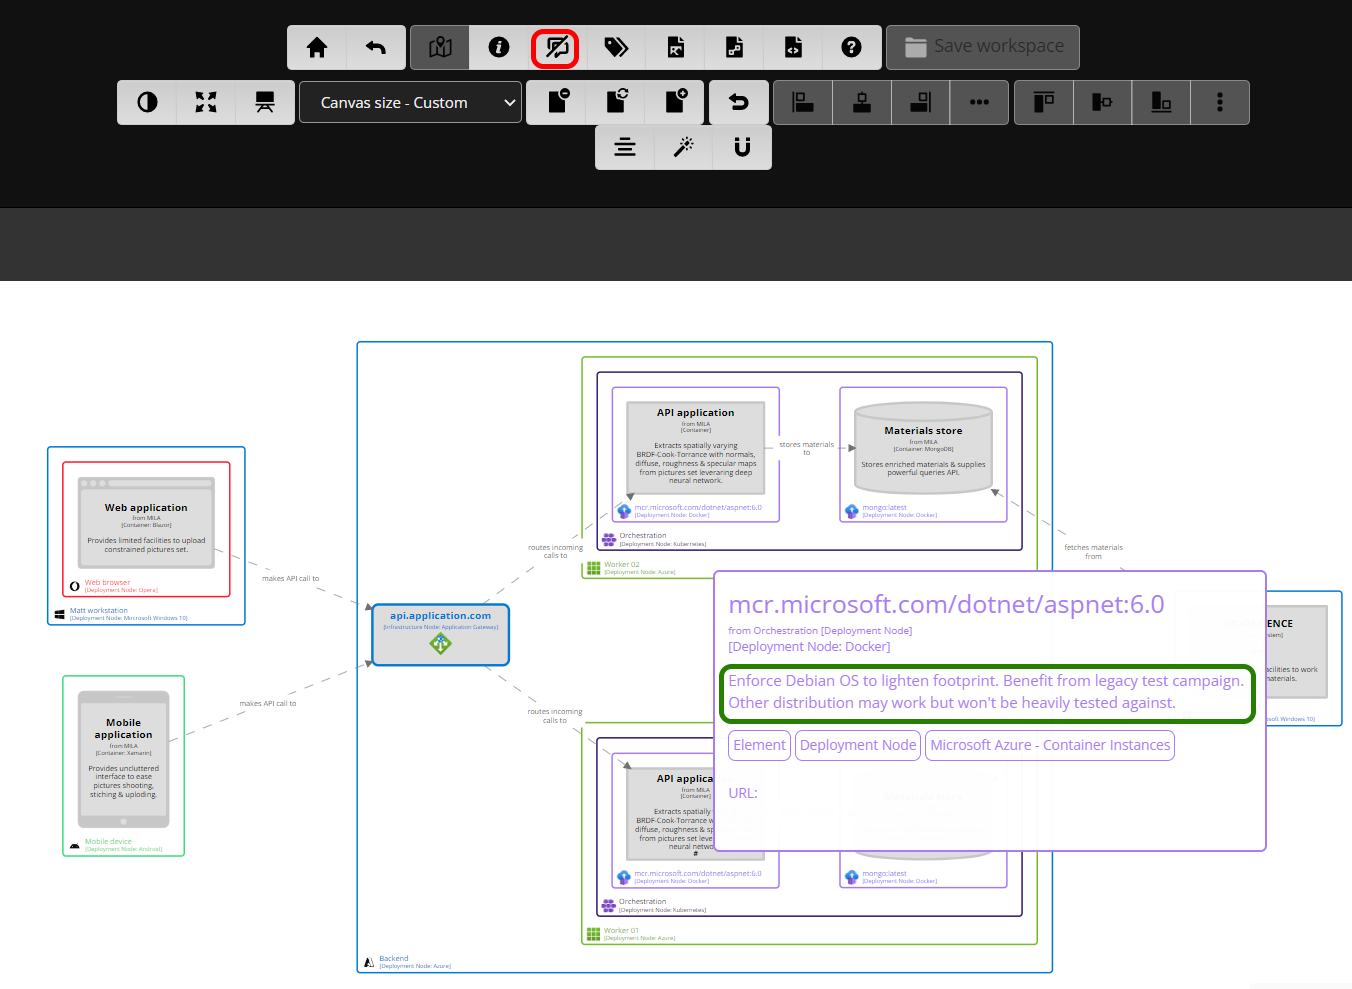 Save workspace
Canvas size - Custom
API application
from MILA
[Container]
Extracts spatially varying
BRDF-Cook-Torrance with normals,
diffuse, roughness & specular maps
from pictures set leveraring deep
neural network.
mcr.microsoft.com/dotnet/aspnet:6.0
[Deployment Node: Docker]
stores materials
to
Materials store
from MILA
[Container: MongoDB]
Stores enriched materials & supplies
powerful queries API.
mongo:latest
[Deployment Node: Docker]
Orchestration
[Deployment Node: Kubernetes]
Worker 02
[Deployment Node: Azure]
Web application
from MILA
[Container: Blazor]
Provides limited facilities to upload
constrained pictures set.
Web browser
[Deployment Node: Opera]
Matt workstation
[Deployment Node: Mircrosoft Windows 10]
makes API call to
routes incoming
calls to
fetches materials
from
api.application.com
[Infrastructure Node: Application Gateway]
mcr.microsoft.com/dotnet/aspnet:6.0
from Orchestration [Deployment Node]
[Deployment Node: Docker]
Enforce Debian OS to lighten footprint. Benefit from legacy test campaign.
Other distribution may work but won't be heavily tested against.
Element
Deployment Node
Microsoft Azure - Container Instances
URL:
ENCE
stem]
acilities to work
naterials.
osoft Windows 10]
Mobile
application
from MILA
[Container: Xamarin]
Provides uncluttered
interface to ease
pictures shooting,
stiching & uploding.
Mobile device
[Deployment Node: Android]
makes API call to
routes incoming
calls to
API applica
from MILA
[Container]
Extracts spatially
BRDF-Cook-Torrance w
diffuse, roughness & sp
from pictures set leve
neural netwo
#
mcr.microsoft.com/dotnet/aspnet:6.0
[Deployment Node: Docker]
mongo:latest
[Deployment Node: Docker]
Orchestration
[Deployment Node: Kubernetes]
Worker 01
[Deployment Node: Azure]
Backend
[Deployment Node: Azure]